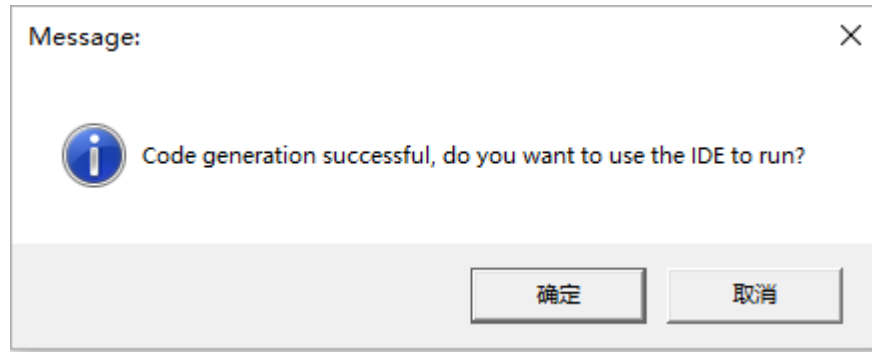 Message:
Code generation successful, do you want to use the IDE to run?
确定
取消